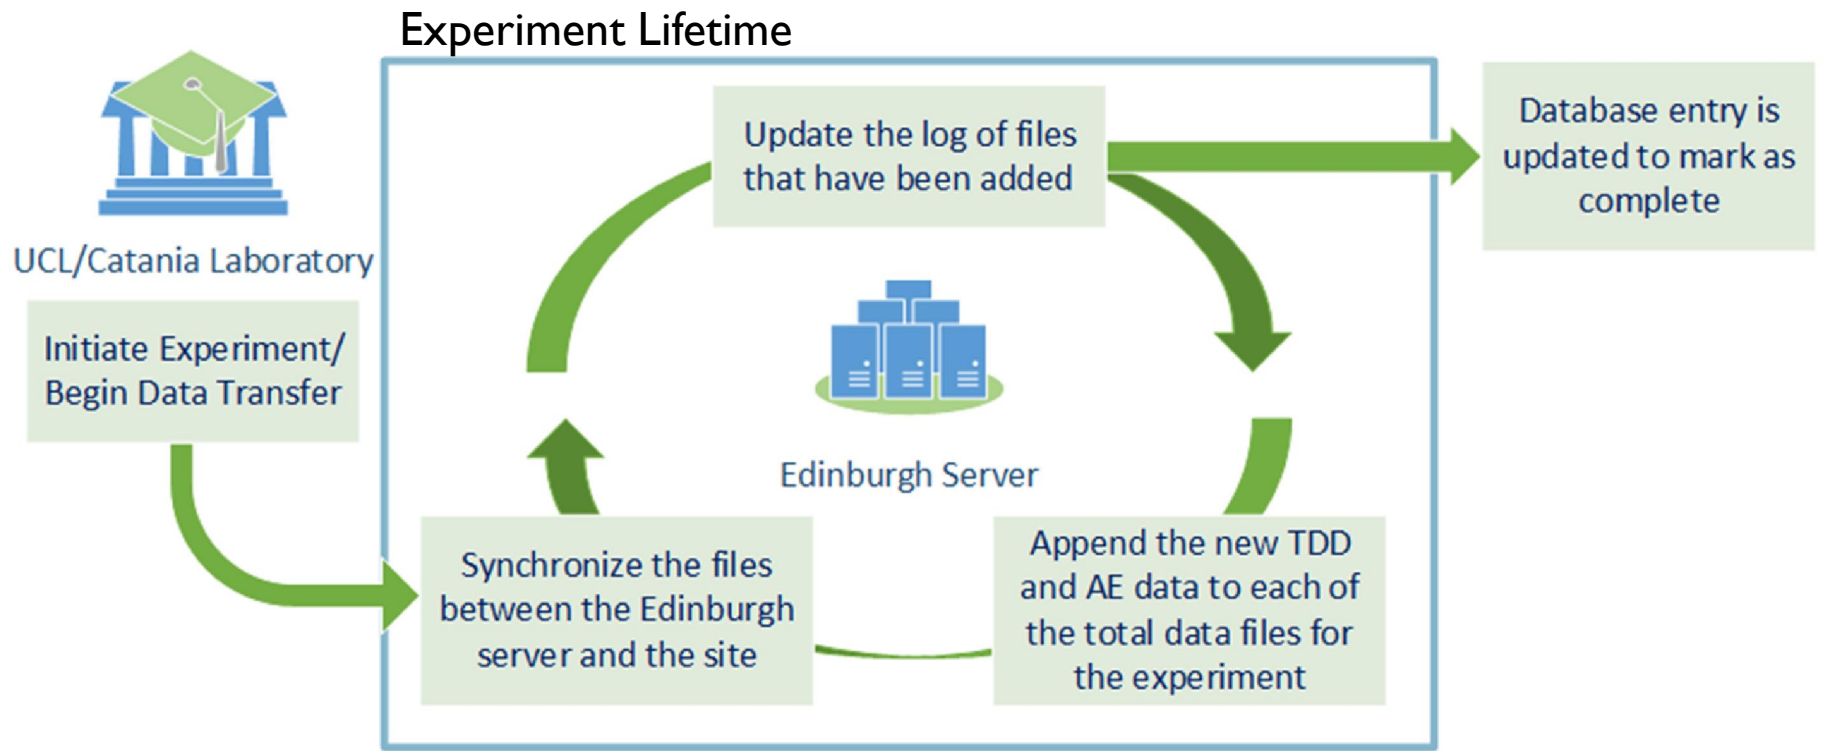 Experiment Lifetime
UCL/Catania Laboratory
Initiate Experiment/
Begin Data Transfer
Update the log of files
that have been added
Database entry is
updated to mark as
complete
Edinburgh Server
Synchronize the files
between the Edinburgh
server and the site
Append the new TDD
and AE data to each of
the total data files for
the experiment